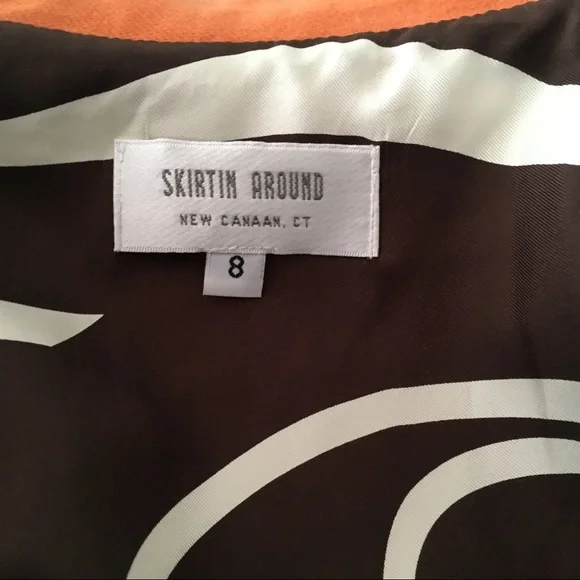 SKIRTIN AROUND
NEW CANAAN, CT
8